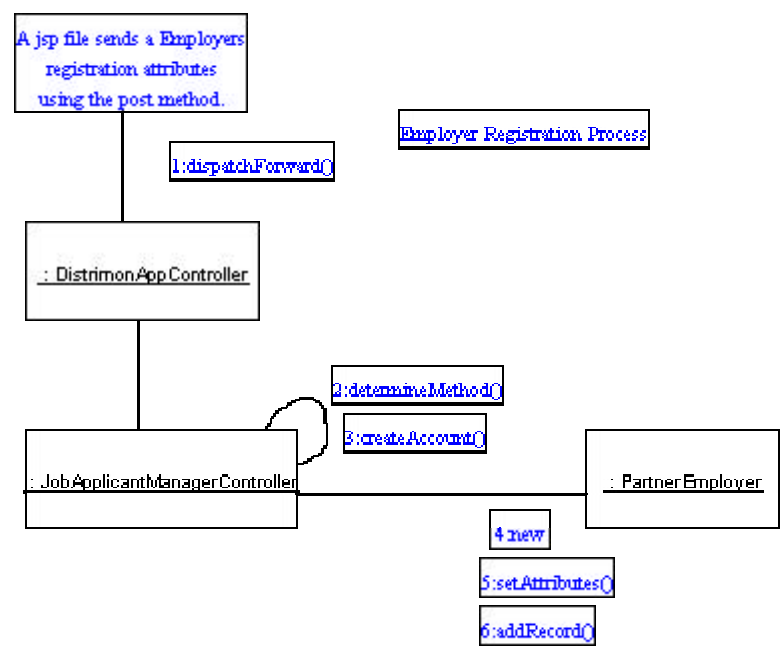 A jsp file sends a Employers
registration attributes
using the post method.
Employer Registration Process
1:dispatchForward()
: DistrimonAppController
2:determineMethod()
3:createAccount()
: JobApplicantManagerController
: PartnerEmployer
4:new
5:setAttributes()
6:addRecord()